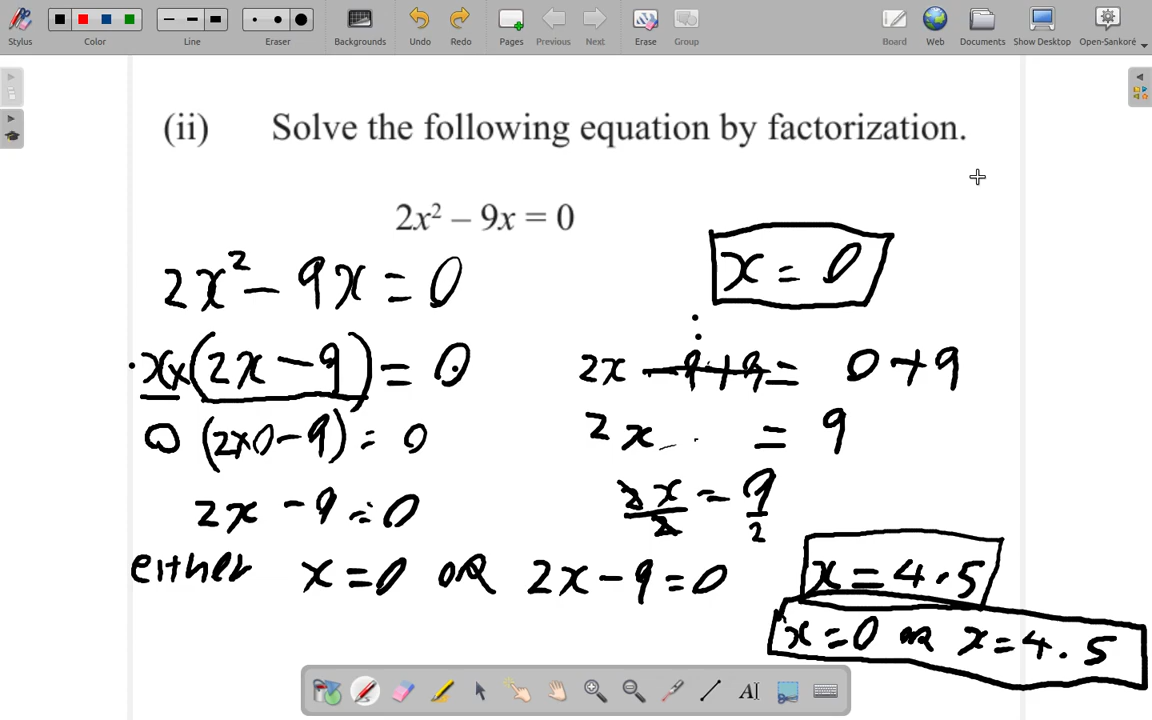 Stylus Color Line Eraser Backgrounds Undo Redo Pages Previous Next Erase Group Board Web Documents Show Desktop Open-Sankoré
(ii) Solve the following equation by factorization.
2x² – 9x = 0
2x² - 9x = 0
x×(2x - 9) = 0
0 (2×0 - 9) = 0
2x - 9 = 0
either x = 0 OR 2x - 9 = 0
x = 0
2x - 9 + 9 = 0 + 9
2x = 9
2x/2 = 9/2
x = 4.5
x = 0 or x = 4.5
AI